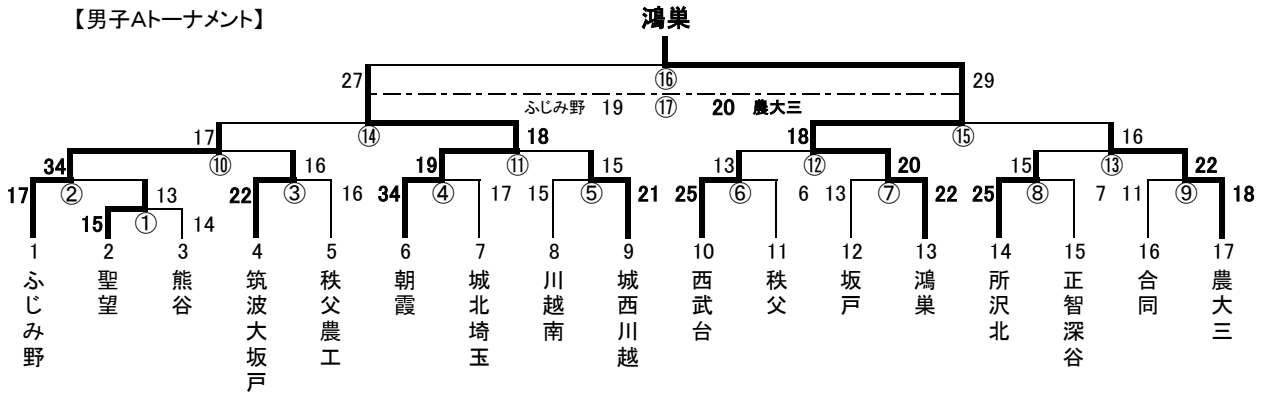 【男子Aトーナメント】
鴻巣
27 ⑯ 29
ふじみ野 19 ⑰ 20 農大三
17 ⑭ 18 18 ⑮ 16
34 ⑩ 16 19 ⑪ 15 13 ⑫ 20 15 ⑬ 22
17 ② 13 22 ③ 16 34 ④ 17 15 ⑤ 21 25 ⑥ 6 13 ⑦ 22 25 ⑧ 7 11 ⑨ 18
15 ① 14
1 2 3 4 5 6 7 8 9 10 11 12 13 14 15 16 17
ふじみ野
聖望
熊谷
筑波大坂戸
秩父農工
朝霞
城北埼玉
川越南
城西川越
西武台
秩父
坂戸
鴻巣
所沢北
正智深谷
合同
農大三